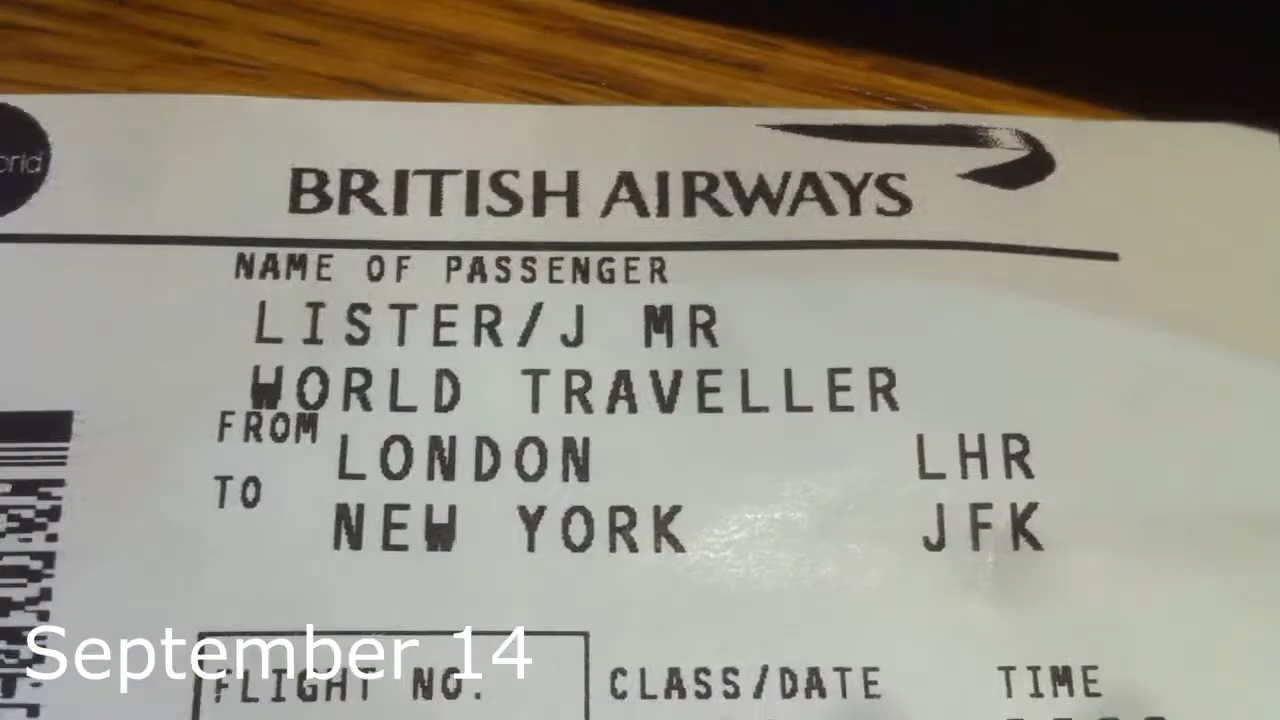 orld
BRITISH AIRWAYS
NAME OF PASSENGER
LISTER/J MR
WORLD TRAVELLER
FROM LONDON LHR
TO NEW YORK JFK
September 14
FLIGHT NO. CLASS/DATE TIME